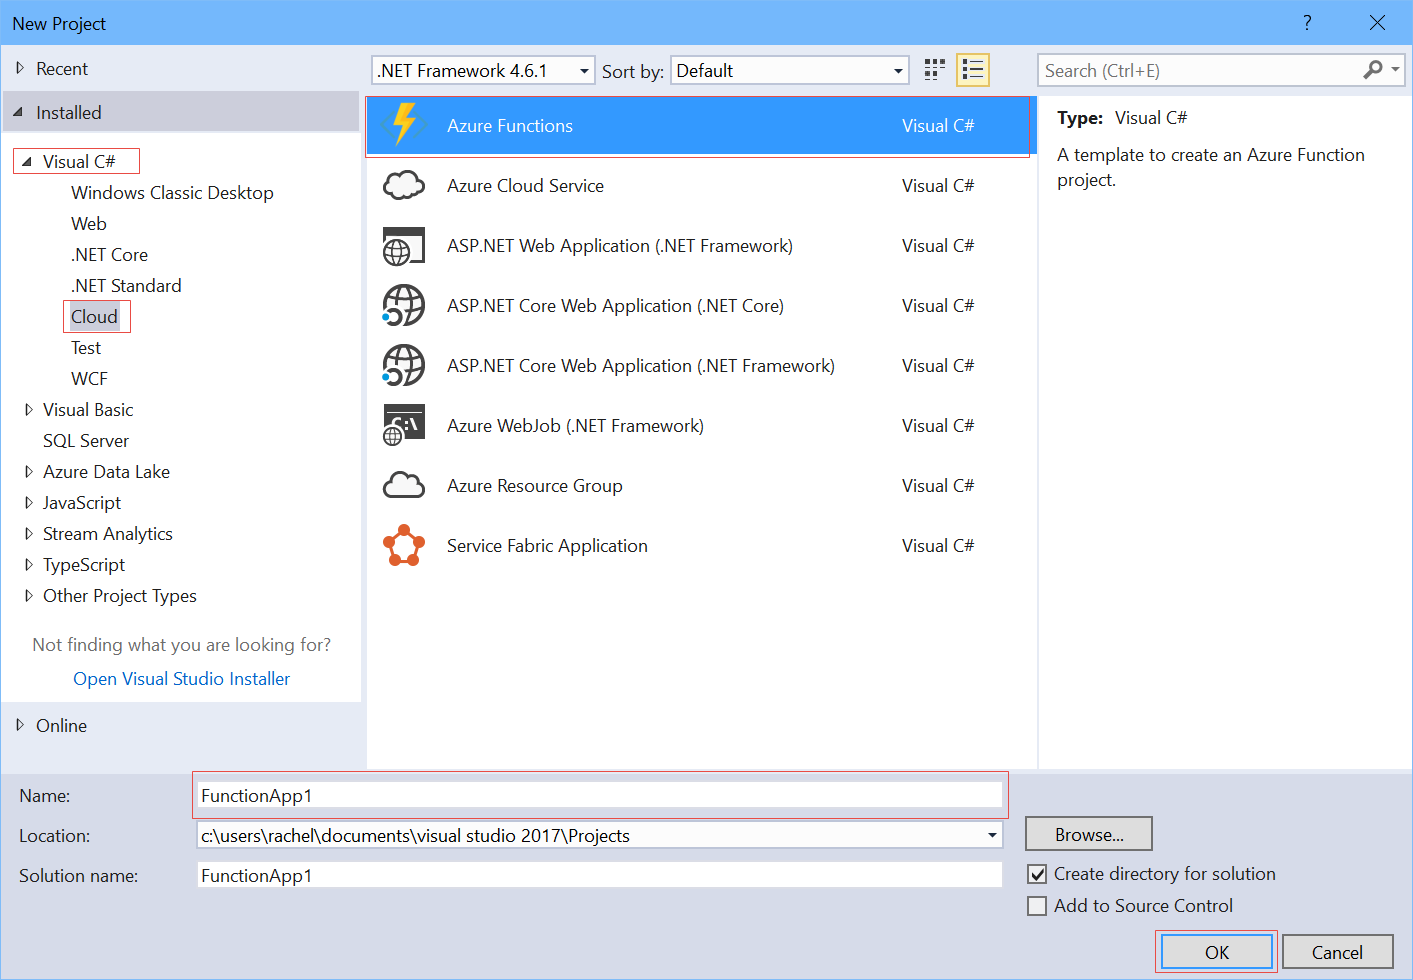 New Project
?
Recent
.NET Framework 4.6.1
Sort by:
Default
Search (Ctrl+E)
Installed
Visual C#
Windows Classic Desktop
Web
.NET Core
.NET Standard
Cloud
Test
WCF
Visual Basic
SQL Server
Azure Data Lake
JavaScript
Stream Analytics
TypeScript
Other Project Types
Not finding what you are looking for?
Open Visual Studio Installer
Online
Azure Functions Visual C#
Azure Cloud Service Visual C#
ASP.NET Web Application (.NET Framework) Visual C#
ASP.NET Core Web Application (.NET Core) Visual C#
ASP.NET Core Web Application (.NET Framework) Visual C#
Azure WebJob (.NET Framework) Visual C#
Azure Resource Group Visual C#
Service Fabric Application Visual C#
Type: Visual C#
A template to create an Azure Function
project.
Name: FunctionApp1
Location: c:\users\rachel\documents\visual studio 2017\Projects
Browse...
Solution name: FunctionApp1
Create directory for solution
Add to Source Control
OK
Cancel